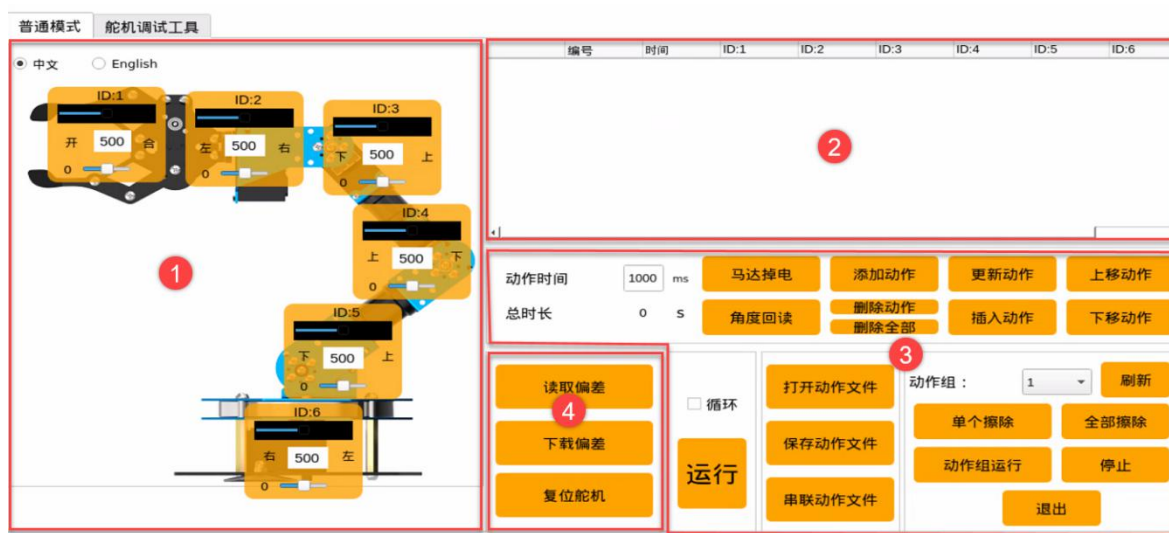 普通模式 舵机调试工具
中文 English
ID:1
开 500 合
0
ID:2
左 500 右
0
ID:3
下 500 上
0
ID:4
上 500 下
0
ID:5
下 500 上
0
ID:6
右 500 左
0
1
编号 时间 ID:1 ID:2 ID:3 ID:4 ID:5 ID:6
2
动作时间 1000 ms 马达掉电 添加动作 更新动作 上移动作
总时长 0 S 角度回读 删除动作 插入动作 下移动作
删除全部
3
读取偏差
4
下载偏差
复位舵机
循环
运行
打开动作文件
保存动作文件
串联动作文件
动作组: 1 刷新
单个擦除 全部擦除
动作组运行 停止
退出